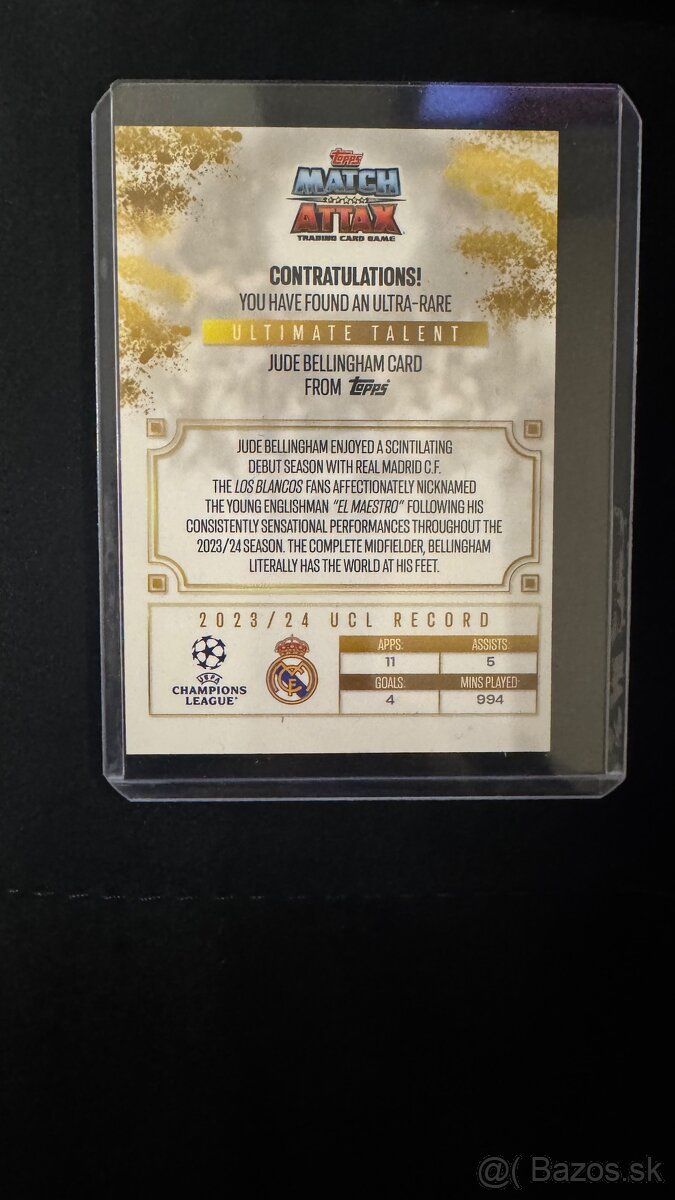 Topps
MATCH
ATTAX
TRADING CARD GAME
CONTRATULATIONS!
YOU HAVE FOUND AN ULTRA-RARE
ULTIMATE TALENT
JUDE BELLINGHAM CARD
FROM Topps
JUDE BELLINGHAM ENJOYED A SCINTILATING
DEBUT SEASON WITH REAL MADRID C.F.
THE LOS BLANCOS FANS AFFECTIONATELY NICKNAMED
THE YOUNG ENGLISHMAN "EL MAESTRO" FOLLOWING HIS
CONSISTENTLY SENSATIONAL PERFORMANCES THROUGHOUT THE
2023/24 SEASON. THE COMPLETE MIDFIELDER, BELLINGHAM
LITERALLY HAS THE WORLD AT HIS FEET.
2023/24 UCL RECORD
UEFA
CHAMPIONS
LEAGUE
APPS:
11
ASSISTS:
5
GOALS:
4
MINS PLAYED:
994
@( Bazos.sk